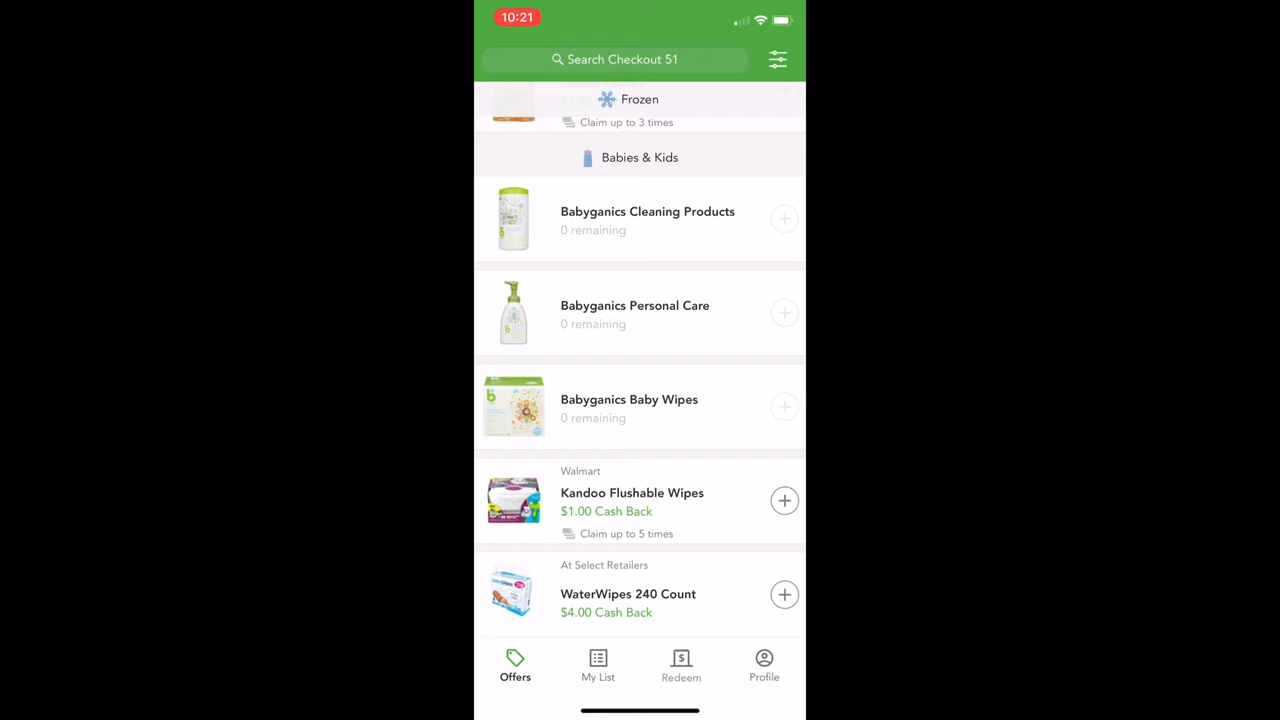 10:21
Search Checkout 51
Frozen
Claim up to 3 times
Babies & Kids
Babyganics Cleaning Products
0 remaining
Babyganics Personal Care
0 remaining
Babyganics Baby Wipes
0 remaining
Walmart
Kandoo Flushable Wipes
$1.00 Cash Back
Claim up to 5 times
At Select Retailers
WaterWipes 240 Count
$4.00 Cash Back
Offers
My List
Redeem
Profile